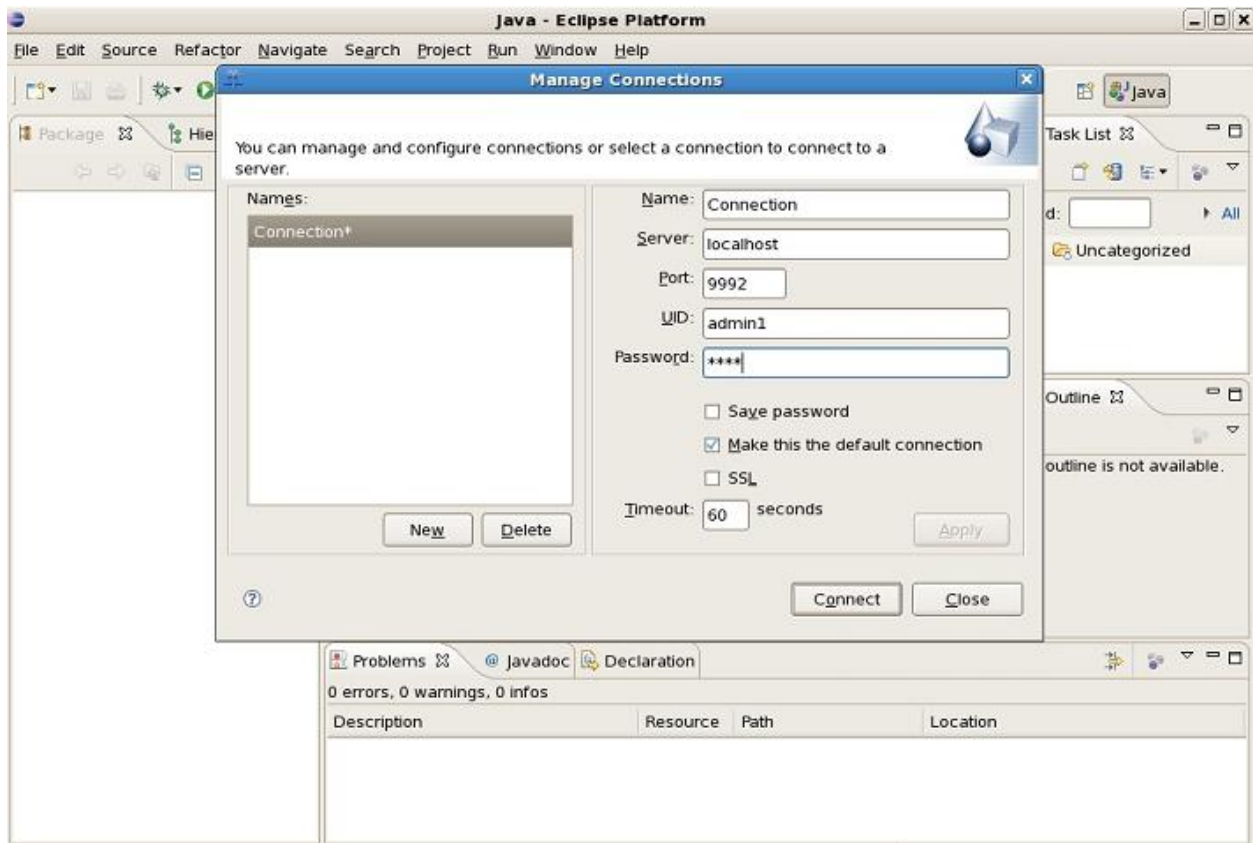 Java - Eclipse Platform
File Edit Source Refactor Navigate Search Project Run Window Help
Manage Connections
Java
Package
Hie
You can manage and configure connections or select a connection to connect to a
server.
Task List
Names:
Connection*
Name: Connection
Server: localhost
Port: 9992
UID: admin1
Password: ****
Save password
Make this the default connection
SSL
Timeout: 60 seconds
New Delete
Apply
Connect Close
d: All
Uncategorized
Outline
outline is not available.
Problems @ Javadoc Declaration
0 errors, 0 warnings, 0 infos
Description Resource Path Location